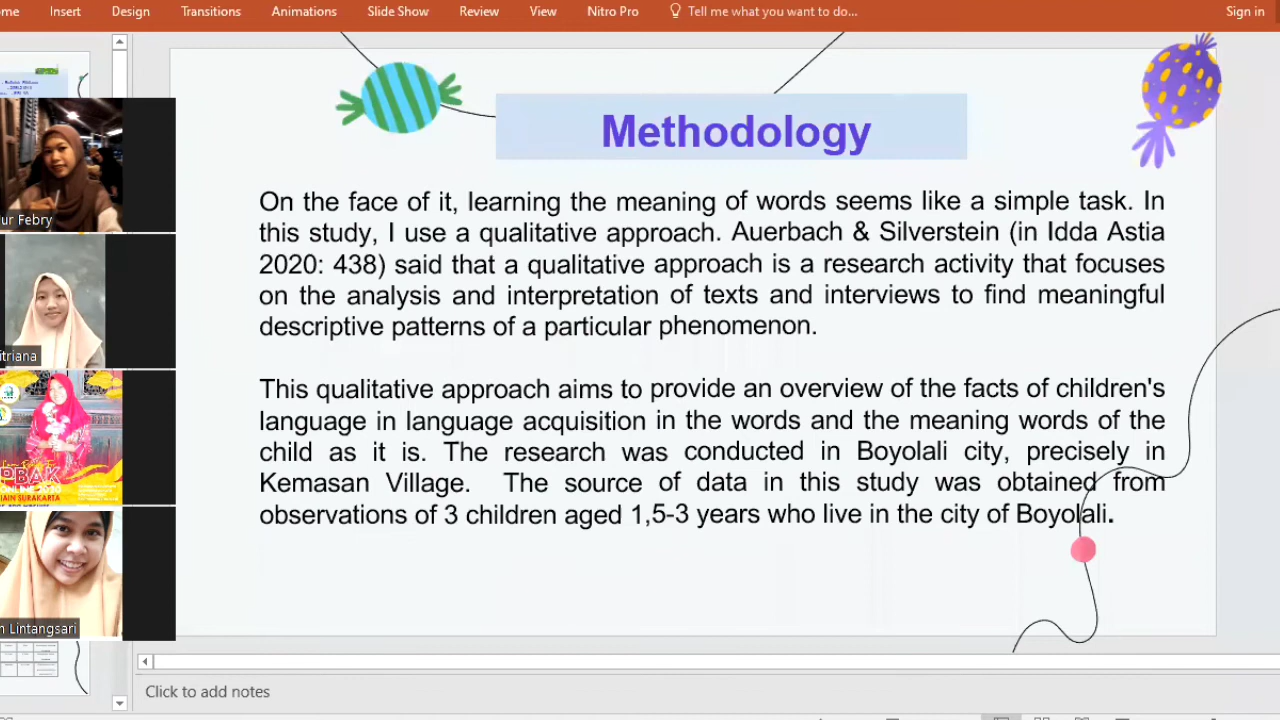 Insert Design Transitions Animations Slide Show Review View Nitro Pro Tell me what you want to do... Sign in
Methodology
On the face of it, learning the meaning of words seems like a simple task. In
this study, I use a qualitative approach. Auerbach & Silverstein (in Idda Astia
2020: 438) said that a qualitative approach is a research activity that focuses
on the analysis and interpretation of texts and interviews to find meaningful
descriptive patterns of a particular phenomenon.
This qualitative approach aims to provide an overview of the facts of children's
language in language acquisition in the words and the meaning words of the
child as it is. The research was conducted in Boyolali city, precisely in
Kemasan Village. The source of data in this study was obtained from
observations of 3 children aged 1,5-3 years who live in the city of Boyolali.
ur Febry
itriana
PBAK
ONLINE 2020
IAIN SURAKARTA
n Lintangsari
Click to add notes